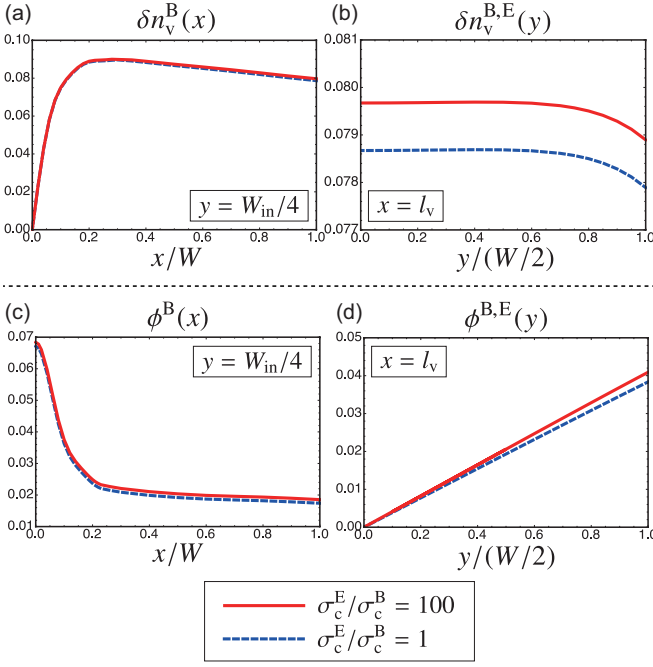 (a) δn_v^B(x)
0.10
0.08
0.06
0.04
0.02
0.00
0.0 0.2 0.4 0.6 0.8 1.0
y = W_in/4
x/W
(b) δn_v^{B,E}(y)
0.081
0.080
0.079
0.078
0.077
0.0 0.2 0.4 0.6 0.8 1.0
x = l_v
y/(W/2)
(c) ϕ^B(x)
0.07
0.06
0.05
0.04
0.03
0.02
0.01
0.0 0.2 0.4 0.6 0.8 1.0
y = W_in/4
x/W
(d) ϕ^{B,E}(y)
0.05
0.04
0.03
0.02
0.01
0.00
0.0 0.2 0.4 0.6 0.8 1.0
x = l_v
y/(W/2)
σ_c^E/σ_c^B = 100
σ_c^E/σ_c^B = 1